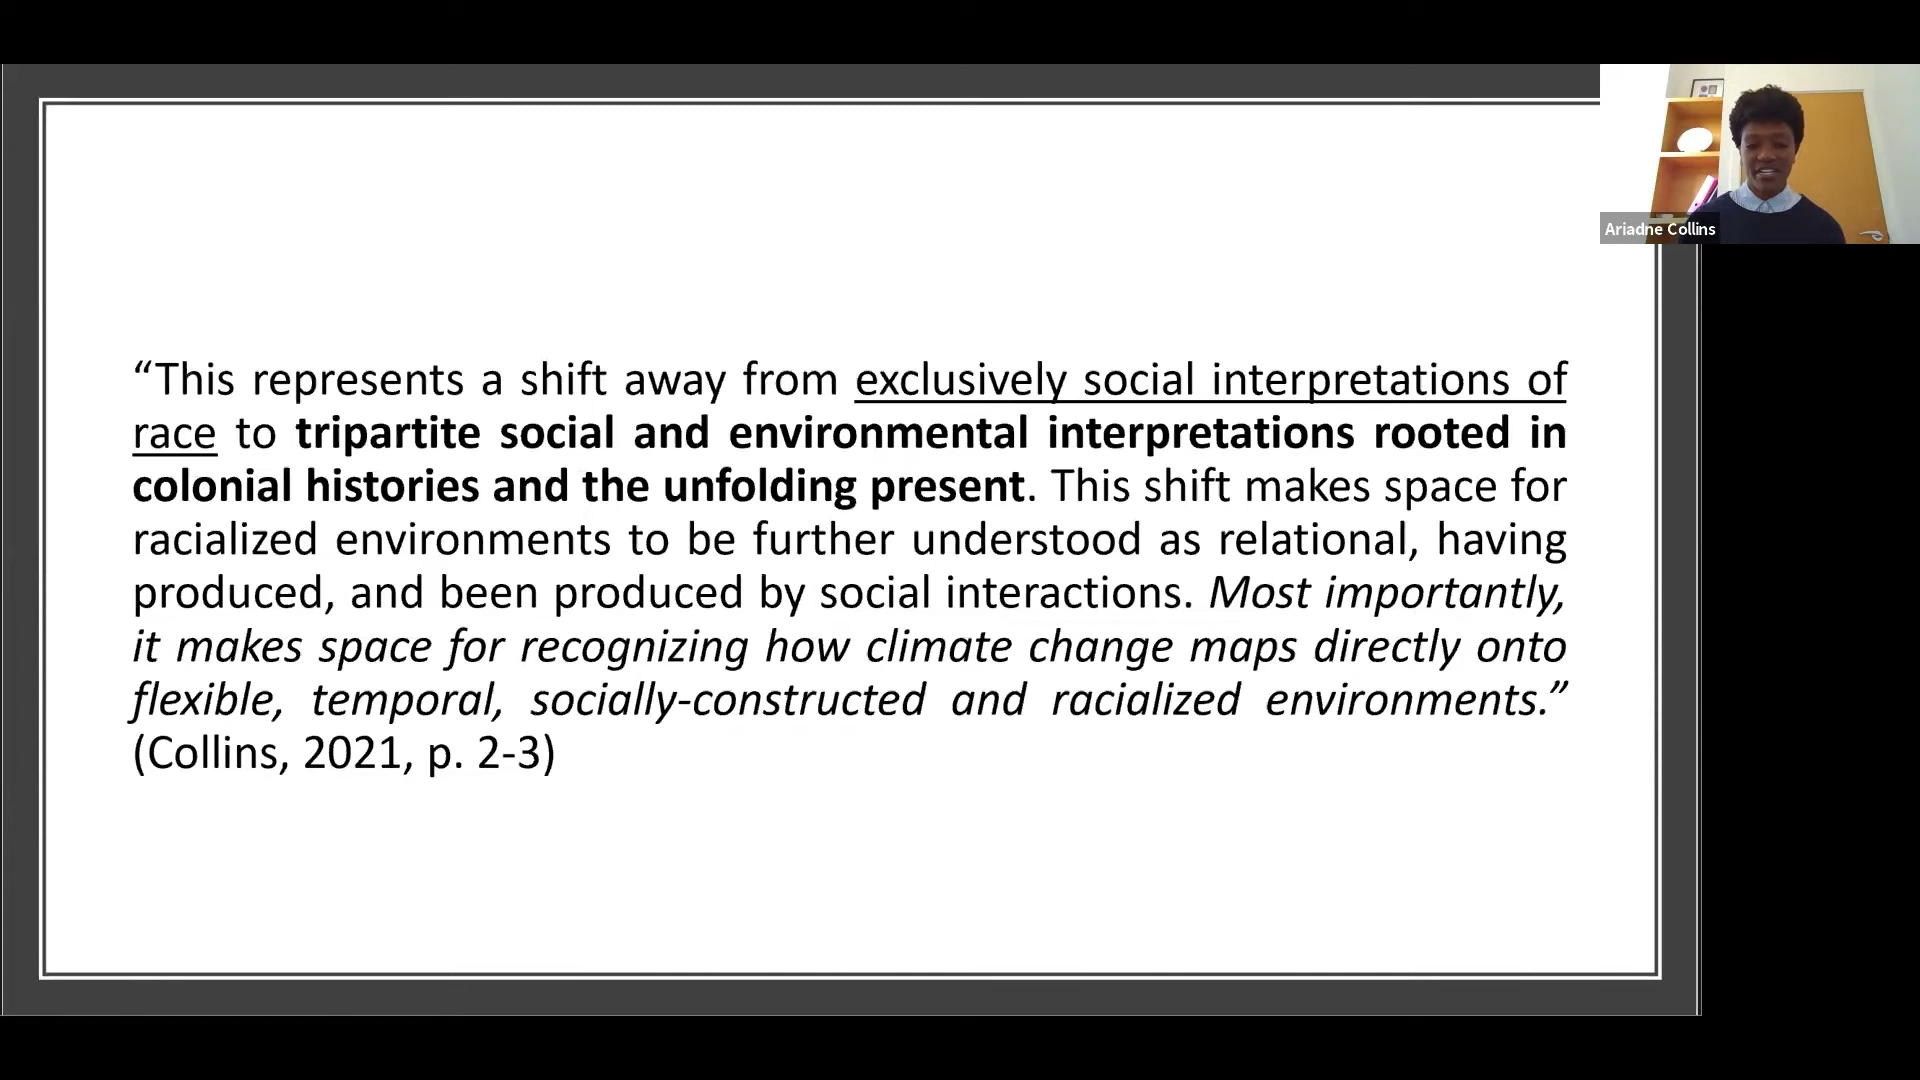 “This represents a shift away from exclusively social interpretations of
race to tripartite social and environmental interpretations rooted in
colonial histories and the unfolding present. This shift makes space for
racialized environments to be further understood as relational, having
produced, and been produced by social interactions. Most importantly,
it makes space for recognizing how climate change maps directly onto
flexible, temporal, socially-constructed and racialized environments.”
(Collins, 2021, p. 2-3)
Ariadne Collins